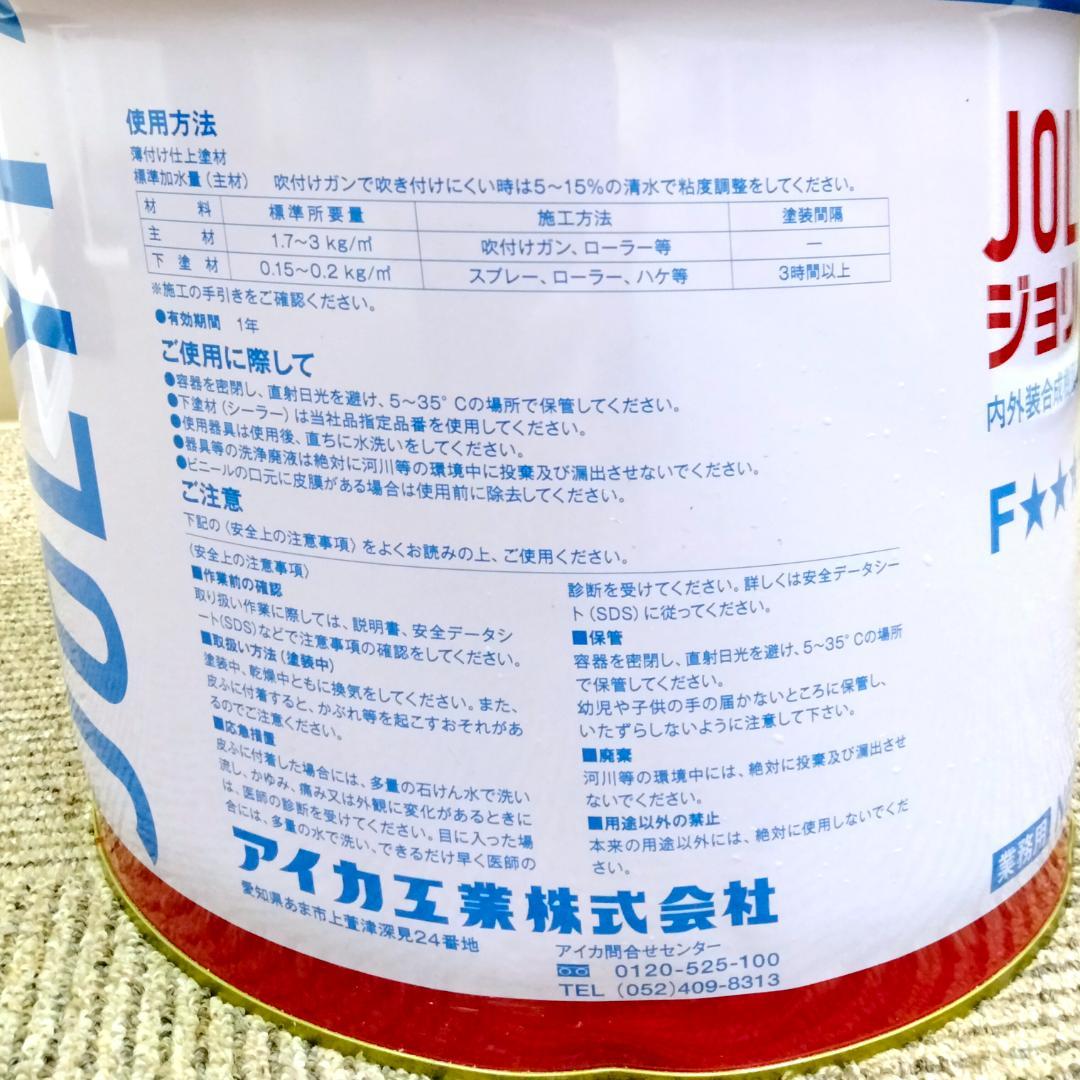 使用方法
薄付け仕上塗材
標準加水量（主材） 吹付けガンで吹き付けにくい時は5～15%の清水で粘度調整をしてください。
材料 標準所要量 施工方法 塗装間隔
主材 1.7～3 kg/㎡ 吹付けガン、ローラー等 —
下塗材 0.15～0.2 kg/㎡ スプレー、ローラー、ハケ等 3時間以上
※施工の手引きをご確認ください。
●有効期間 1年
ご使用に際して
●容器を密閉し、直射日光を避け、5～35°Cの場所で保管してください。
●下塗材（シーラー）は当社品指定品番を使用してください。
●使用器具は使用後、直ちに水洗いをしてください。
●器具等の洗浄廃液は絶対に河川等の環境中に投棄及び漏出させないでください。
●ビニールの口元に皮膜がある場合は使用前に除去してください。
ご注意
下記の〈安全上の注意事項〉をよくお読みの上、ご使用ください。
〈安全上の注意事項〉
■作業前の確認
取り扱い作業に際しては、説明書、安全データシ
ート(SDS)などで注意事項の確認をしてください。
■取扱い方法（塗装中）
塗装中、乾燥中ともに換気をしてください。また、
皮ふに付着すると、かぶれ等を起こすおそれがあ
るのでご注意ください。
■応急措置
皮ふに付着した場合には、多量の石けん水で洗い
流し、かゆみ、痛み又は外観に変化があるときに
は、医師の診断を受けてください。目に入った場
合には、多量の水で洗い、できるだけ早く医師の
診断を受けてください。詳しくは安全データシー
ト(SDS)に従ってください。
■保管
容器を密閉し、直射日光を避け、5～35°Cの場所
で保管してください。
幼児や子供の手の届かないところに保管し、
いたずらしないように注意して下さい。
■廃棄
河川等の環境中には、絶対に投棄及び漏出させ
ないでください。
■用途以外の禁止
本来の用途以外には、絶対に使用しないでくだ
さい。
アイカ工業株式会社
愛知県あま市上萱津深見24番地
アイカ問合せセンター
0120-525-100
TEL (052)409-8313
JOL
ジョリ
内外装合成
F★★
業務用